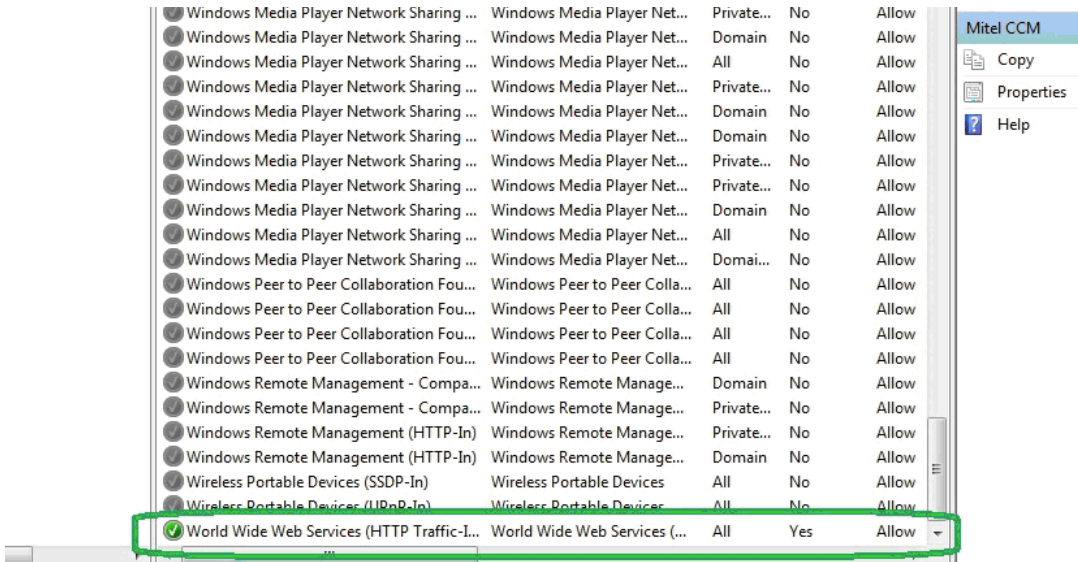 Windows Media Player Network Sharing ... Windows Media Player Net... Private... No Allow
Windows Media Player Network Sharing ... Windows Media Player Net... Domain No Allow
Windows Media Player Network Sharing ... Windows Media Player Net... All No Allow
Windows Media Player Network Sharing ... Windows Media Player Net... Private... No Allow
Windows Media Player Network Sharing ... Windows Media Player Net... Domain No Allow
Windows Media Player Network Sharing ... Windows Media Player Net... Domain No Allow
Windows Media Player Network Sharing ... Windows Media Player Net... Private... No Allow
Windows Media Player Network Sharing ... Windows Media Player Net... Private... No Allow
Windows Media Player Network Sharing ... Windows Media Player Net... Domain No Allow
Windows Media Player Network Sharing ... Windows Media Player Net... All No Allow
Windows Media Player Network Sharing ... Windows Media Player Net... Domai... No Allow
Windows Peer to Peer Collaboration Fou... Windows Peer to Peer Colla... All No Allow
Windows Peer to Peer Collaboration Fou... Windows Peer to Peer Colla... All No Allow
Windows Peer to Peer Collaboration Fou... Windows Peer to Peer Colla... All No Allow
Windows Peer to Peer Collaboration Fou... Windows Peer to Peer Colla... All No Allow
Windows Remote Management - Compa... Windows Remote Manage... Domain No Allow
Windows Remote Management - Compa... Windows Remote Manage... Private... No Allow
Windows Remote Management (HTTP-In) Windows Remote Manage... Private... No Allow
Windows Remote Management (HTTP-In) Windows Remote Manage... Domain No Allow
Wireless Portable Devices (SSDP-In) Wireless Portable Devices All No Allow
Wireless Portable Devices (UPnP-In) Wireless Portable Devices All No Allow
World Wide Web Services (HTTP Traffic-I... World Wide Web Services (... All Yes Allow
Mitel CCM
Copy
Properties
Help